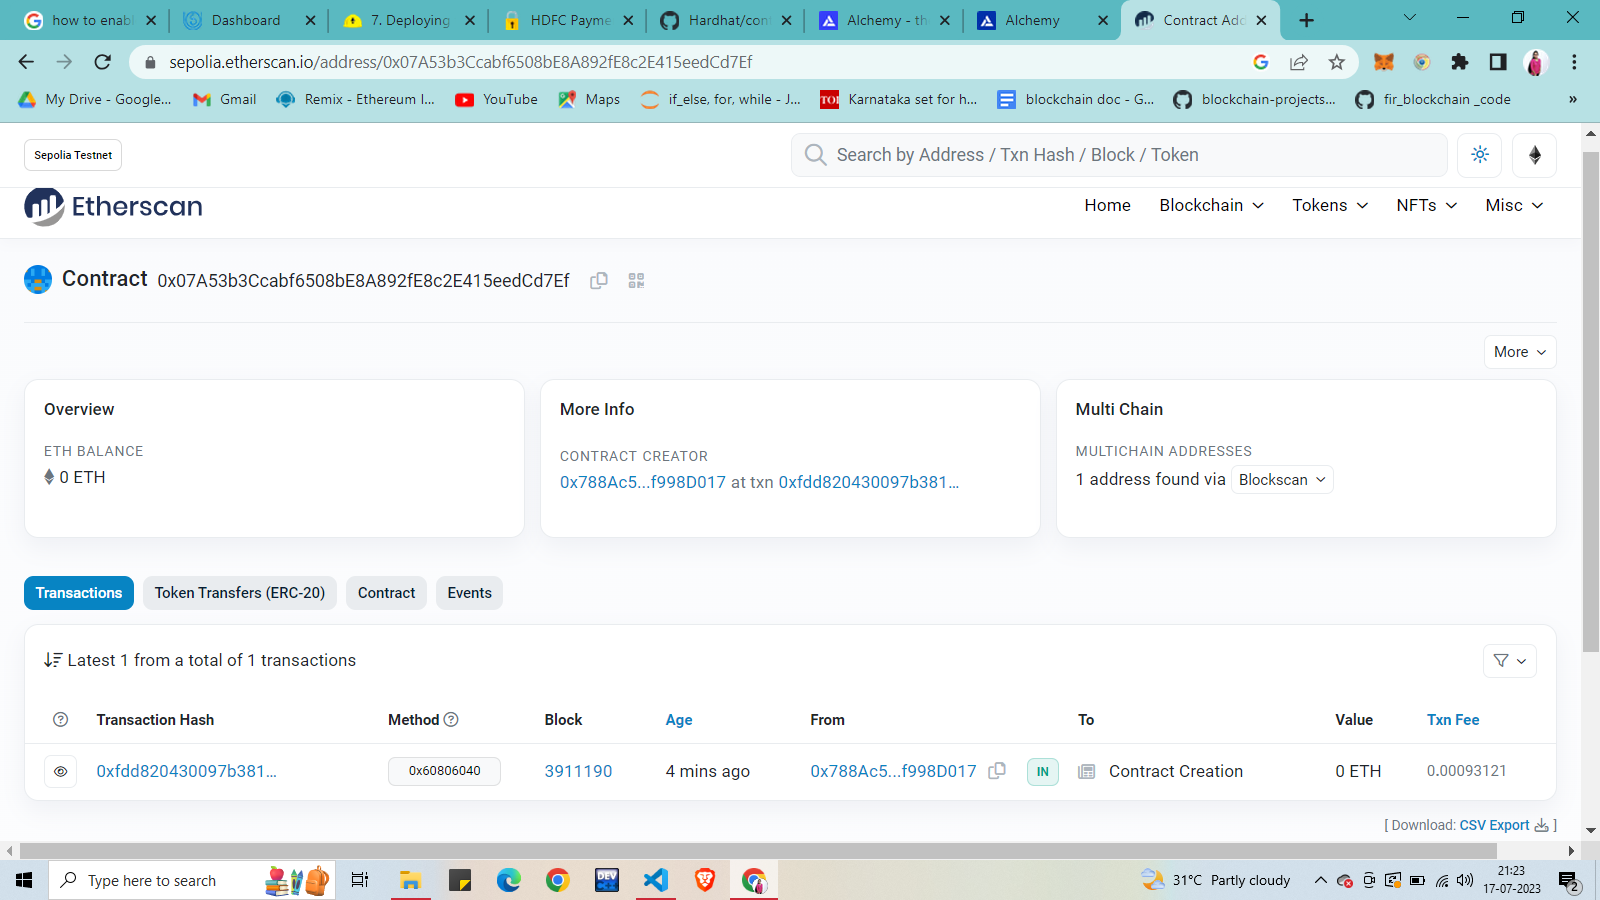 how to enabl
Dashboard
7. Deploying
HDFC Payme
Hardhat/con
Alchemy - th
Alchemy
Contract Add
sepolia.etherscan.io/address/0x07A53b3Ccabf6508bE8A892fE8c2E415eedCd7Ef
My Drive - Google...
Gmail
Remix - Ethereum I...
YouTube
Maps
if_else, for, while - J...
Karnataka set for h...
blockchain doc - G...
blockchain-projects...
fir_blockchain _code
»
Sepolia Testnet
Search by Address / Txn Hash / Block / Token
Etherscan
Home
Blockchain
Tokens
NFTs
Misc
Contract 0x07A53b3Ccabf6508bE8A892fE8c2E415eedCd7Ef
More
Overview
ETH BALANCE
0 ETH
More Info
CONTRACT CREATOR
0x788Ac5...f998D017 at txn 0xfdd820430097b381...
Multi Chain
MULTICHAIN ADDRESSES
1 address found via Blockscan
Transactions
Token Transfers (ERC-20)
Contract
Events
Latest 1 from a total of 1 transactions
Transaction Hash Method Block Age From To Value Txn Fee
0xfdd820430097b381... 0x60806040 3911190 4 mins ago 0x788Ac5...f998D017 IN Contract Creation 0 ETH 0.00093121
[ Download: CSV Export ]
Type here to search
DEV
31°C Partly cloudy
21:23
17-07-2023
2